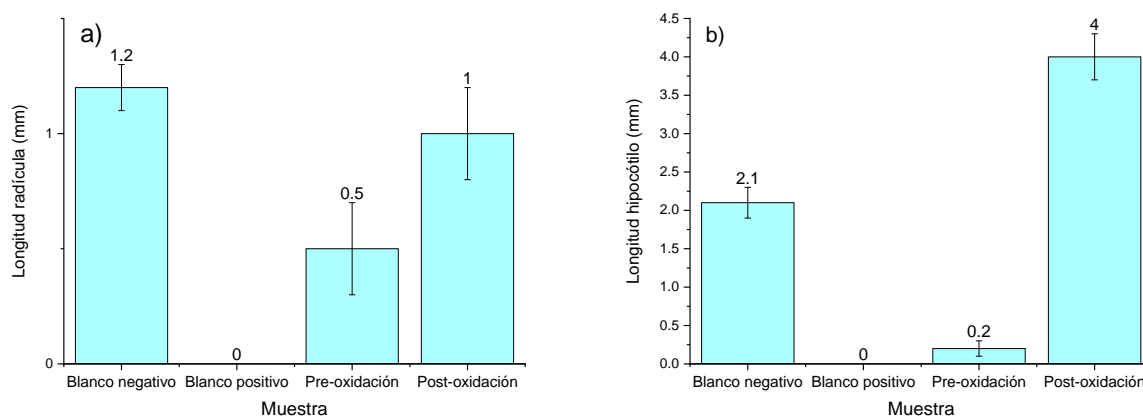 a)
Longitud radícula (mm)
1
0
1.2
0
0.5
1
Blanco negativo Blanco positivo Pre-oxidación Post-oxidación
Muestra
b)
Longitud hipocótilo (mm)
4.5
4.0
3.5
3.0
2.5
2.0
1.5
1.0
0.5
0.0
2.1
0
0.2
4
Blanco negativo Blanco positivo Pre-oxidación Post-oxidación
Muestra